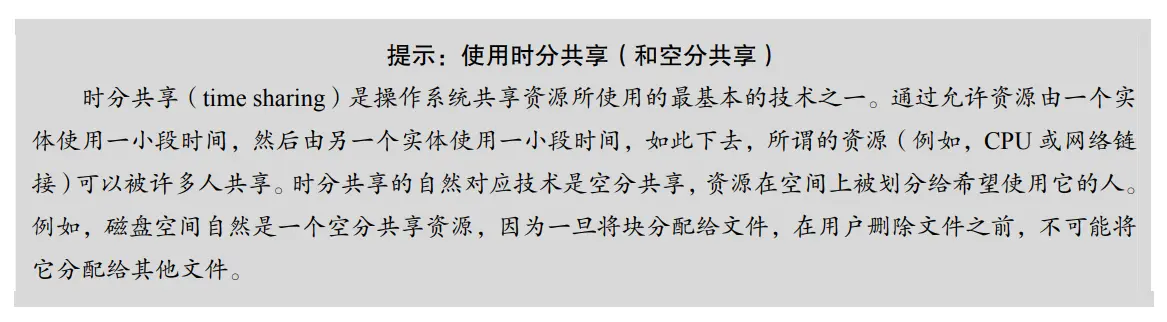 提示：使用时分共享（和空分共享）
时分共享（time sharing）是操作系统共享资源所使用的最基本的技术之一。通过允许资源由一个实
体使用一小段时间，然后由另一个实体使用一小段时间，如此下去，所谓的资源（例如，CPU 或网络链
接）可以被许多人共享。时分共享的自然对应技术是空分共享，资源在空间上被划分给希望使用它的人。
例如，磁盘空间自然是一个空分共享资源，因为一旦将块分配给文件，在用户删除文件之前，不可能将
它分配给其他文件。